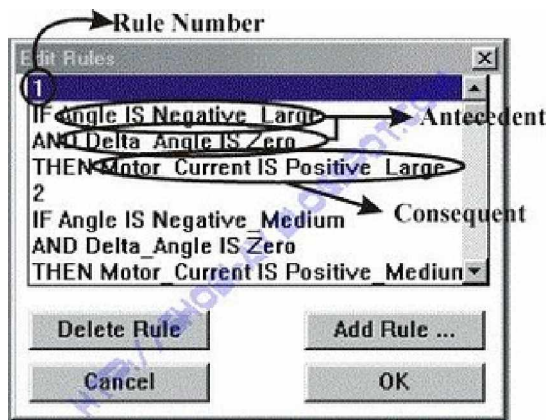 Rule Number
Edit Rules
1
IF Angle IS Negative_Large
AND Delta_Angle IS Zero
Antecedent
THEN Motor_Current IS Positive_Large
2
Consequent
IF Angle IS Negative_Medium
AND Delta_Angle IS Zero
THEN Motor_Current IS Positive_Medium
Delete Rule
Add Rule ...
Cancel
OK